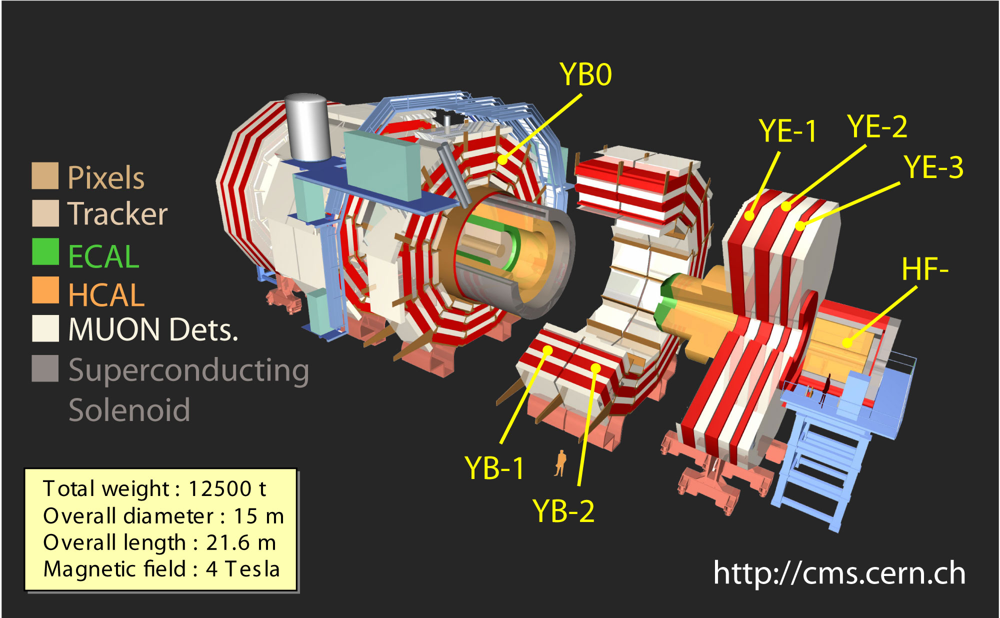 YB0
YE-1
YE-2
YE-3
Pixels
Tracker
ECAL
HCAL
MUON Dets.
Superconducting
Solenoid
HF-
YB-1
YB-2
Total weight : 12500 t
Overall diameter : 15 m
Overall length : 21.6 m
Magnetic field : 4 Tesla
http://cms.cern.ch